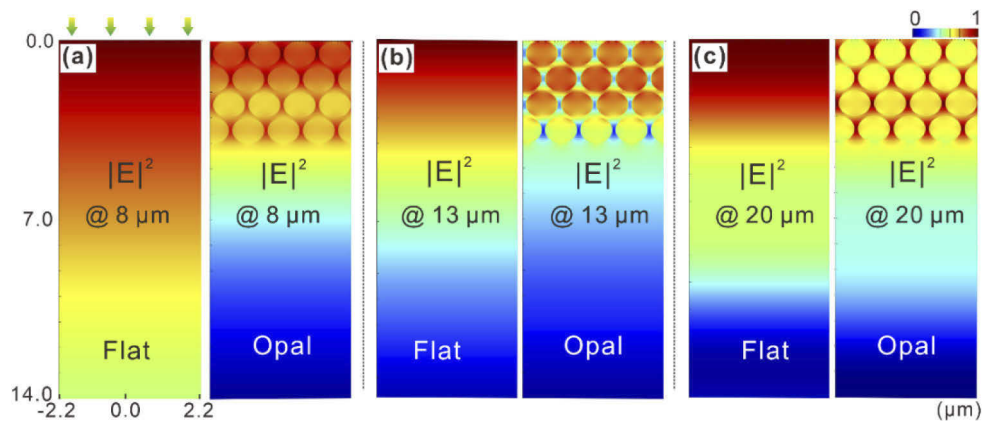 0 1
0.0 (a) (b) (c)
|E|² |E|² |E|² |E|² |E|² |E|²
7.0 @ 8 μm @ 8 μm @ 13 μm @ 13 μm @ 20 μm @ 20 μm
Flat Opal Flat Opal Flat Opal
14.0
-2.2 0.0 2.2 (μm)